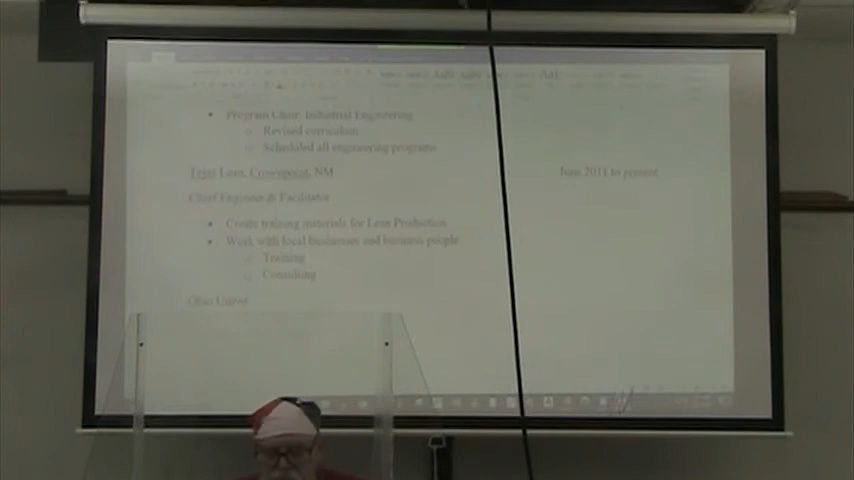 Program Chair: Industrial Engineering
Revised curriculum
Scheduled all engineering programs
Lean, Crownpoint, NM
June 2011 to present
Chief Engineer & Facilitator
Create training materials for Lean Production
Work with local businesses and business people
Training
Consulting